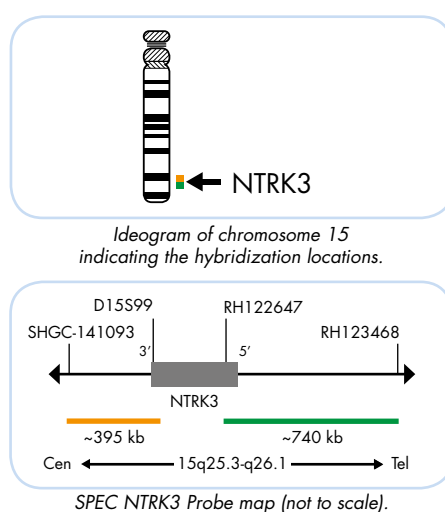 NTRK3
Ideogram of chromosome 15
indicating the hybridization locations.
D15S99 RH122647
SHGC-141093 RH123468
3’ 5’
NTRK3
~395 kb ~740 kb
Cen 15q25.3-q26.1 Tel
SPEC NTRK3 Probe map (not to scale).